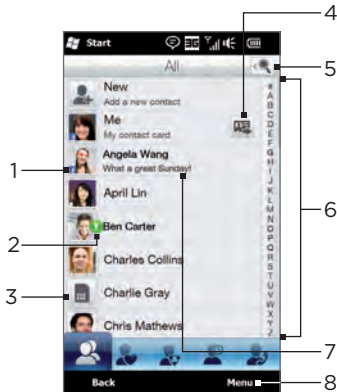 4
Start
All
5
New
Add a new contact
Me
My contact card
1
Angela Wang
What a great Sunday!
April Lin
2
Ben Carter
Charles Collins
3
Charlie Gray
Chris Mathews
#
A
B
C
D
E
F
G
H
I
J
K
L
M
N
O
P
Q
R
S
T
U
V
W
X
Y
Z
6
7
Back
Menu
8